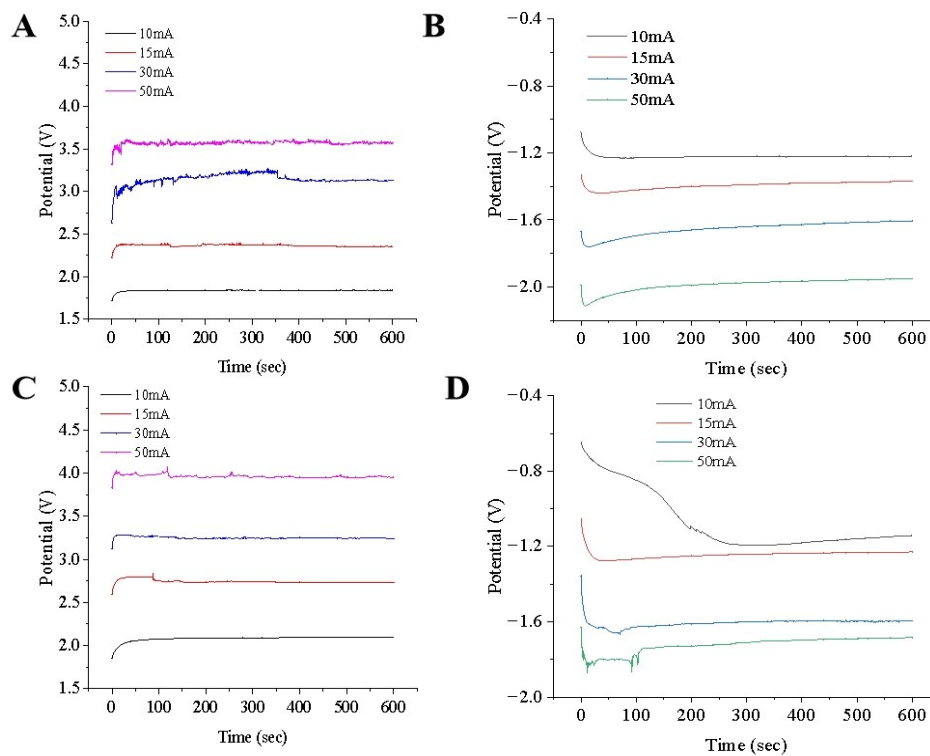 A
10mA
15mA
30mA
50mA
Potential (V)
5.0
4.5
4.0
3.5
3.0
2.5
2.0
1.5
0
100
200
300
400
500
600
Time (sec)
B
10mA
15mA
30mA
50mA
Potential (V)
−0.4
−0.8
−1.2
−1.6
−2.0
0
100
200
300
400
500
600
Time (sec)
C
10mA
15mA
30mA
50mA
Potential (V)
5.0
4.5
4.0
3.5
3.0
2.5
2.0
1.5
0
100
200
300
400
500
600
Time (sec)
D
10mA
15mA
30mA
50mA
Potential (V)
−0.4
−0.8
−1.2
−1.6
−2.0
0
100
200
300
400
500
600
Time (sec)